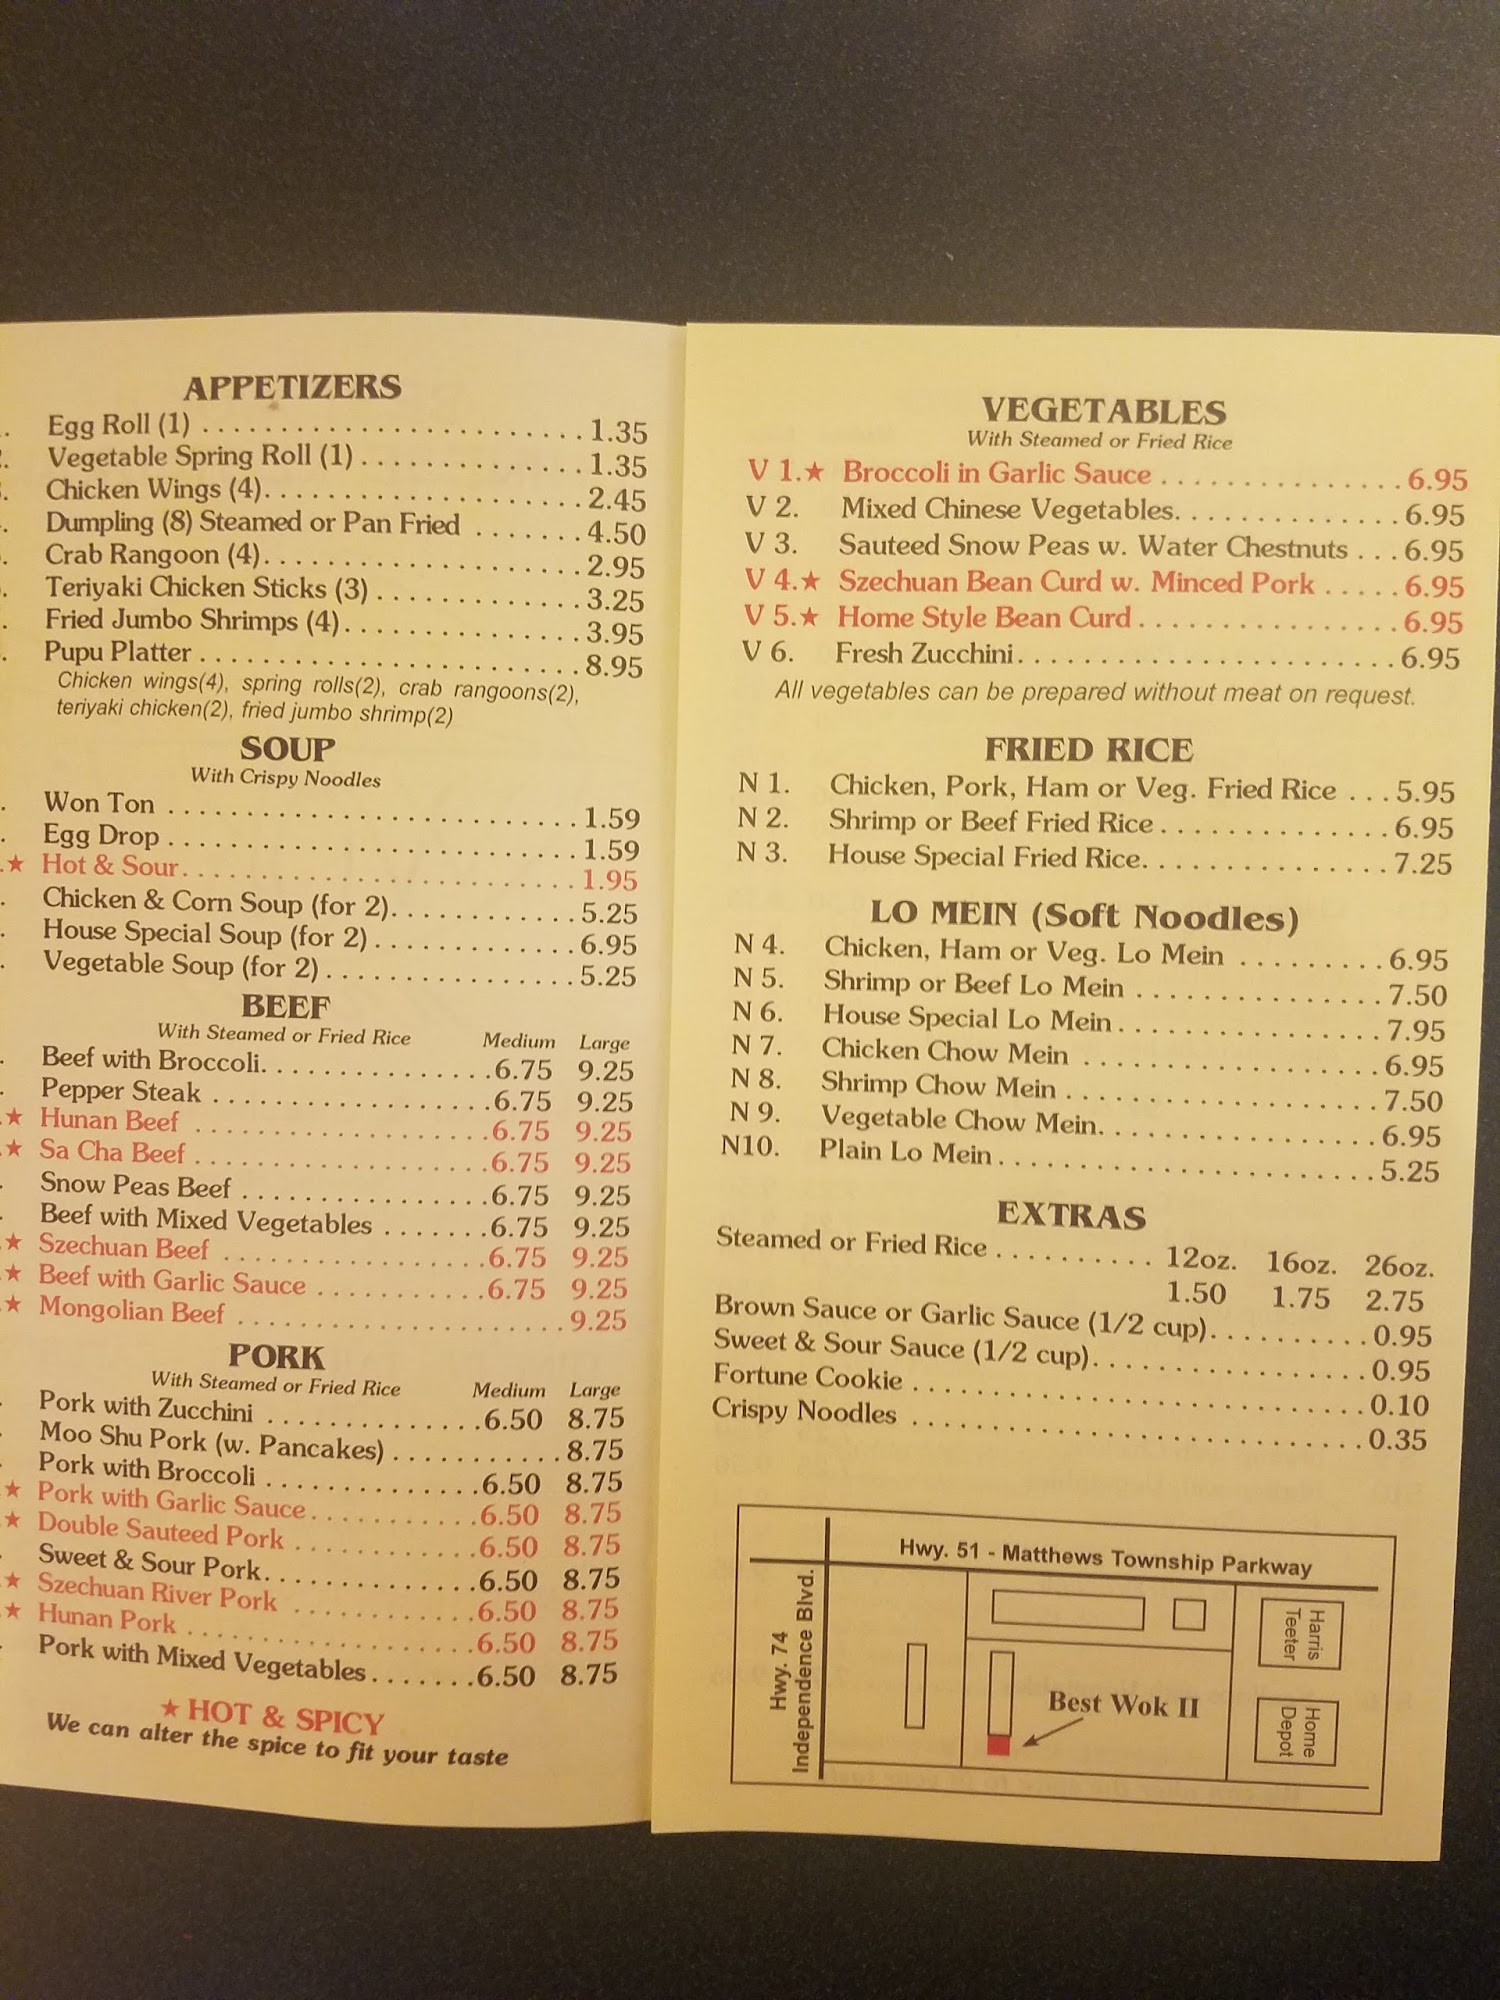 APPETIZERS
Egg Roll (1) . . . . . . . . . . . . . . . . . . . . . . . . 1.35
Vegetable Spring Roll (1) . . . . . . . . . . . . . . 1.35
Chicken Wings (4). . . . . . . . . . . . . . . . . . . . 2.45
Dumpling (8) Steamed or Pan Fried . . . . . . . 4.50
Crab Rangoon (4). . . . . . . . . . . . . . . . . . . . 2.95
Teriyaki Chicken Sticks (3) . . . . . . . . . . . . . 3.25
Fried Jumbo Shrimps (4). . . . . . . . . . . . . . . 3.95
Pupu Platter . . . . . . . . . . . . . . . . . . . . . . . . 8.95
Chicken wings(4), spring rolls(2), crab rangoons(2),
teriyaki chicken(2), fried jumbo shrimp(2)
SOUP
With Crispy Noodles
Won Ton . . . . . . . . . . . . . . . . . . . . . . . . . . 1.59
Egg Drop . . . . . . . . . . . . . . . . . . . . . . . . . . 1.59
★ Hot & Sour. . . . . . . . . . . . . . . . . . . . . . . . . 1.95
Chicken & Corn Soup (for 2). . . . . . . . . . . . 5.25
House Special Soup (for 2) . . . . . . . . . . . . . 6.95
Vegetable Soup (for 2) . . . . . . . . . . . . . . . . 5.25
BEEF
With Steamed or Fried Rice Medium Large
Beef with Broccoli. . . . . . . . . . . . . . . 6.75 9.25
Pepper Steak . . . . . . . . . . . . . . . . . . 6.75 9.25
★ Hunan Beef . . . . . . . . . . . . . . . . . . . 6.75 9.25
★ Sa Cha Beef . . . . . . . . . . . . . . . . . . . 6.75 9.25
Snow Peas Beef . . . . . . . . . . . . . . . . 6.75 9.25
Beef with Mixed Vegetables . . . . . . . 6.75 9.25
★ Szechuan Beef . . . . . . . . . . . . . . . . . 6.75 9.25
★ Beef with Garlic Sauce . . . . . . . . . . . 6.75 9.25
★ Mongolian Beef . . . . . . . . . . . . . . . . . . . . . 9.25
PORK
With Steamed or Fried Rice Medium Large
Pork with Zucchini . . . . . . . . . . . . . . 6.50 8.75
Moo Shu Pork (w. Pancakes) . . . . . . . . . . . 8.75
Pork with Broccoli . . . . . . . . . . . . . . 6.50 8.75
★ Pork with Garlic Sauce. . . . . . . . . . . 6.50 8.75
★ Double Sauteed Pork . . . . . . . . . . . . 6.50 8.75
Sweet & Sour Pork. . . . . . . . . . . . . . 6.50 8.75
★ Szechuan River Pork . . . . . . . . . . . . 6.50 8.75
★ Hunan Pork . . . . . . . . . . . . . . . . . . . 6.50 8.75
Pork with Mixed Vegetables. . . . . . . 6.50 8.75
★ HOT & SPICY
We can alter the spice to fit your taste
VEGETABLES
With Steamed or Fried Rice
V 1.★ Broccoli in Garlic Sauce . . . . . . . . . . . . . . . 6.95
V 2. Mixed Chinese Vegetables. . . . . . . . . . . . . . 6.95
V 3. Sauteed Snow Peas w. Water Chestnuts . . . 6.95
V 4.★ Szechuan Bean Curd w. Minced Pork . . . . . 6.95
V 5.★ Home Style Bean Curd . . . . . . . . . . . . . . . . 6.95
V 6. Fresh Zucchini. . . . . . . . . . . . . . . . . . . . . . . 6.95
All vegetables can be prepared without meat on request.
FRIED RICE
N 1. Chicken, Pork, Ham or Veg. Fried Rice . . . 5.95
N 2. Shrimp or Beef Fried Rice . . . . . . . . . . . . . . 6.95
N 3. House Special Fried Rice. . . . . . . . . . . . . . . 7.25
LO MEIN (Soft Noodles)
N 4. Chicken, Ham or Veg. Lo Mein . . . . . . . . . 6.95
N 5. Shrimp or Beef Lo Mein . . . . . . . . . . . . . . . 7.50
N 6. House Special Lo Mein . . . . . . . . . . . . . . . . 7.95
N 7. Chicken Chow Mein . . . . . . . . . . . . . . . . . . 6.95
N 8. Shrimp Chow Mein . . . . . . . . . . . . . . . . . . . 7.50
N 9. Vegetable Chow Mein. . . . . . . . . . . . . . . . . 6.95
N10. Plain Lo Mein . . . . . . . . . . . . . . . . . . . . . . . 5.25
EXTRAS
Steamed or Fried Rice . . . . . . . . . . 12oz. 16oz. 26oz.
1.50 1.75 2.75
Brown Sauce or Garlic Sauce (1/2 cup). . . . . . . . . . 0.95
Sweet & Sour Sauce (1/2 cup). . . . . . . . . . . . . . . . . 0.95
Fortune Cookie . . . . . . . . . . . . . . . . . . . . . . . . . . . . 0.10
Crispy Noodles . . . . . . . . . . . . . . . . . . . . . . . . . . . . 0.35
Hwy. 51 - Matthews Township Parkway
Hwy. 74
Independence Blvd.
Harris
Teeter
Best Wok II
Home
Depot